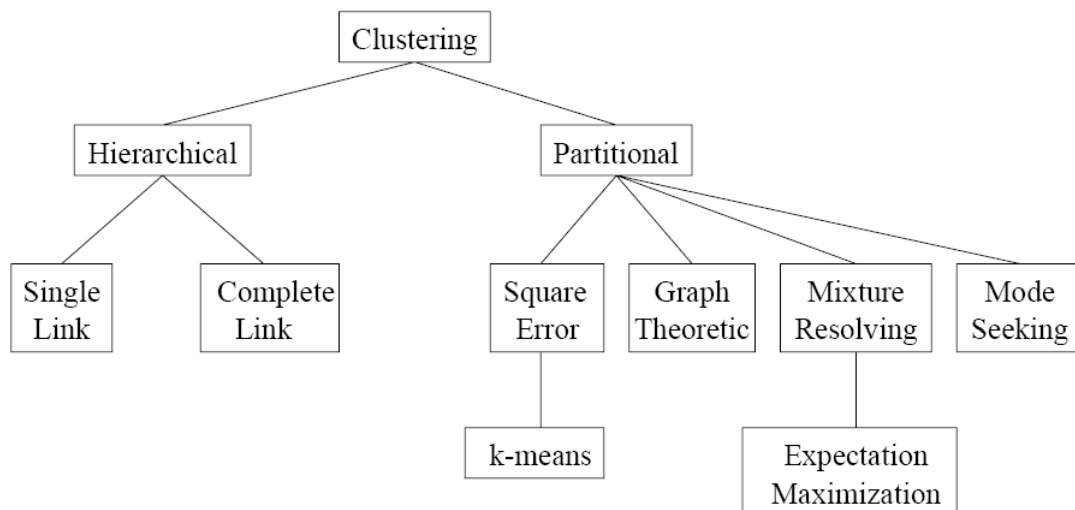 Clustering
Hierarchical
Partitional
Single
Link
Complete
Link
Square
Error
Graph
Theoretic
Mixture
Resolving
Mode
Seeking
k-means
Expectation
Maximization